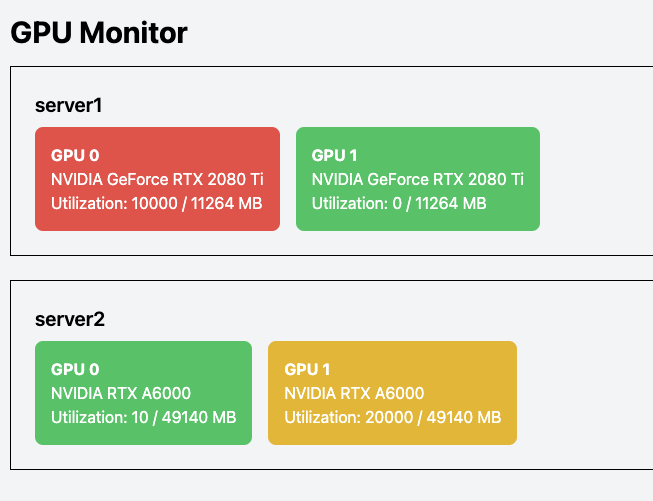 GPU Monitor
server1
GPU 0
NVIDIA GeForce RTX 2080 Ti
Utilization: 10000 / 11264 MB
GPU 1
NVIDIA GeForce RTX 2080 Ti
Utilization: 0 / 11264 MB
server2
GPU 0
NVIDIA RTX A6000
Utilization: 10 / 49140 MB
GPU 1
NVIDIA RTX A6000
Utilization: 20000 / 49140 MB